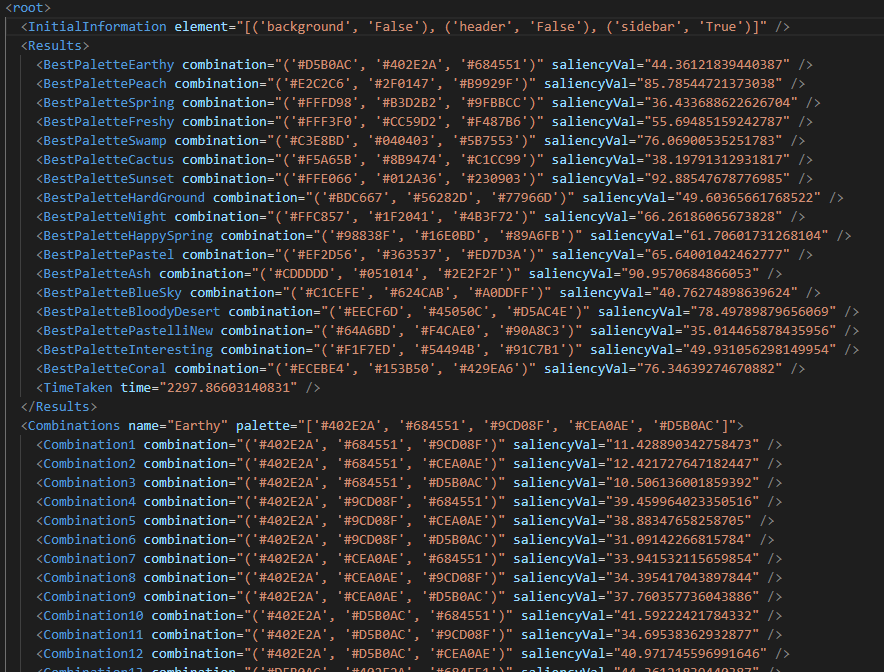 <root>
<InitialInformation element="[('background', 'False'), ('header', 'False'), ('sidebar', 'True')]" />
<Results>
<BestPaletteEarthy combination="('#D5B0AC', '#402E2A', '#684551')" saliencyVal="44.36121839440387" />
<BestPalettePeach combination="('#E2C2C6', '#2F0147', '#B9929F')" saliencyVal="85.78544721373038" />
<BestPaletteSpring combination="('#FFFD98', '#B3D2B2', '#9FBBCC')" saliencyVal="36.433688622626704" />
<BestPaletteFreshy combination="('#FFF3F0', '#CC59D2', '#F487B6')" saliencyVal="55.69485159242787" />
<BestPaletteSwamp combination="('#C3E8BD', '#040403', '#5B7553')" saliencyVal="76.06900535251783" />
<BestPaletteCactus combination="('#F5A65B', '#8B9474', '#C1CC99')" saliencyVal="38.19791312931817" />
<BestPaletteSunset combination="('#FFE066', '#012A36', '#230903')" saliencyVal="92.88547678776985" />
<BestPaletteHardGround combination="('#BDC667', '#56282D', '#77966D')" saliencyVal="49.60365661768522" />
<BestPaletteNight combination="('#FFC857', '#1F2041', '#4B3F72')" saliencyVal="66.26186065673828" />
<BestPaletteHappySpring combination="('#98838F', '#16E0BD', '#89A6FB')" saliencyVal="61.70601731268104" />
<BestPalettePastel combination="('#EF2D56', '#363537', '#ED7D3A')" saliencyVal="65.64001042462777" />
<BestPaletteAsh combination="('#CDDDDD', '#051014', '#2E2F2F')" saliencyVal="90.9570684866053" />
<BestPaletteBlueSky combination="('#C1CEFE', '#624CAB', '#A0DDFF')" saliencyVal="40.76274898639624" />
<BestPaletteBloodyDesert combination="('#EECF6D', '#45050C', '#D5AC4E')" saliencyVal="78.49789879656069" />
<BestPalettePastelliNew combination="('#64A6BD', '#F4CAE0', '#90A8C3')" saliencyVal="35.014465878435956" />
<BestPaletteInteresting combination="('#F1F7ED', '#54494B', '#91C7B1')" saliencyVal="49.931056298149954" />
<BestPaletteCoral combination="('#ECEBE4', '#153B50', '#429EA6')" saliencyVal="76.34639274670882" />
<TimeTaken time="2297.86603140831" />
</Results>
<Combinations name="Earthy" palette="['#402E2A', '#684551', '#9CD08F', '#CEA0AE', '#D5B0AC']">
<Combination1 combination="('#402E2A', '#684551', '#9CD08F')" saliencyVal="11.428890342758473" />
<Combination2 combination="('#402E2A', '#684551', '#CEA0AE')" saliencyVal="12.421727647182447" />
<Combination3 combination="('#402E2A', '#684551', '#D5B0AC')" saliencyVal="10.506136001859392" />
<Combination4 combination="('#402E2A', '#9CD08F', '#684551')" saliencyVal="39.459964023350516" />
<Combination5 combination="('#402E2A', '#9CD08F', '#CEA0AE')" saliencyVal="38.88347658258705" />
<Combination6 combination="('#402E2A', '#9CD08F', '#D5B0AC')" saliencyVal="31.09142266815784" />
<Combination7 combination="('#402E2A', '#CEA0AE', '#684551')" saliencyVal="33.941532115659854" />
<Combination8 combination="('#402E2A', '#CEA0AE', '#9CD08F')" saliencyVal="34.395417043897844" />
<Combination9 combination="('#402E2A', '#CEA0AE', '#D5B0AC')" saliencyVal="37.760357736043886" />
<Combination10 combination="('#402E2A', '#D5B0AC', '#684551')" saliencyVal="41.59222421784332" />
<Combination11 combination="('#402E2A', '#D5B0AC', '#9CD08F')" saliencyVal="34.69538362932877" />
<Combination12 combination="('#402E2A', '#D5B0AC', '#CEA0AE')" saliencyVal="40.971745596991646" />